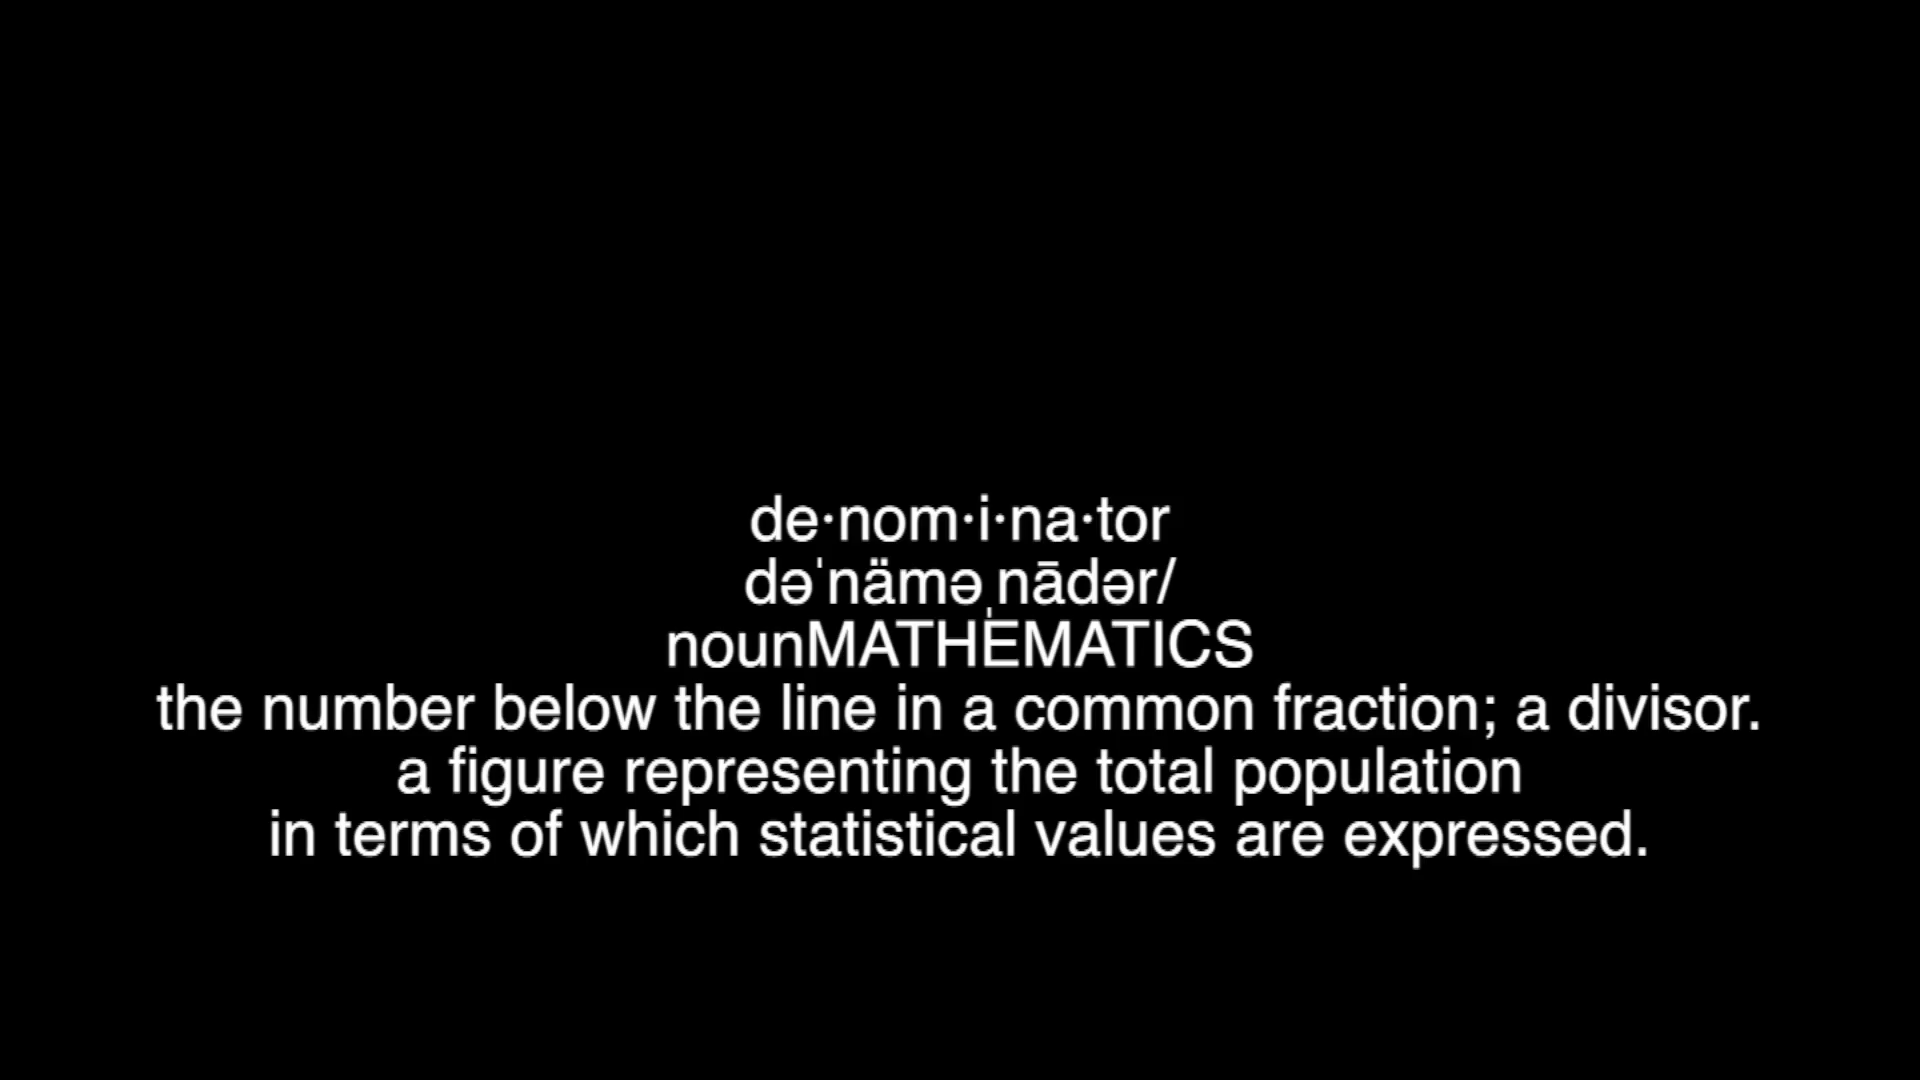 de·nom·i·na·tor
dəˈnäməˌnādər/
nounMATHEMATICS
the number below the line in a common fraction; a divisor.
a figure representing the total population
in terms of which statistical values are expressed.